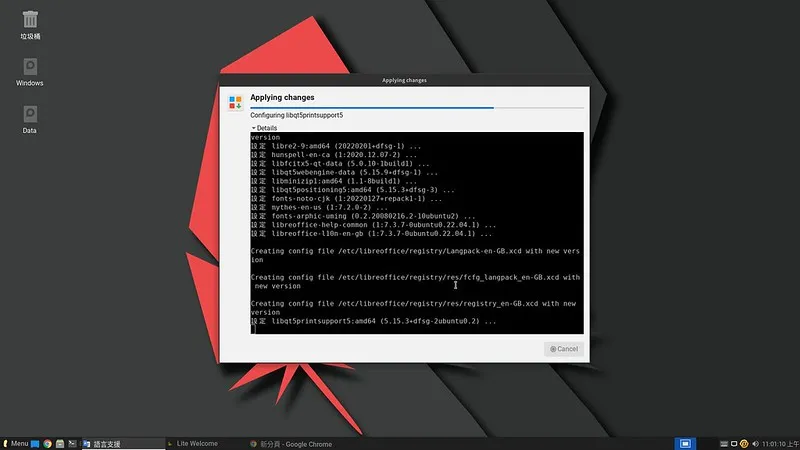 垃圾桶
Windows
Data
Applying changes
Applying changes
Configuring libqt5printsupport5
Details
version
設定 libre2-9:amd64 (20220201+dfsg-1) ...
設定 hunspell-en-ca (1:2020.12.07-2) ...
設定 libfcitx5-qt-data (5.0.10-1build1) ...
設定 libqt5webengine-data (5.15.9+dfsg-1) ...
設定 libminizip1:amd64 (1.1-8build1) ...
設定 libqt5positioning5:amd64 (5.15.3+dfsg-3) ...
設定 fonts-noto-cjk (1:20220127+repack1-1) ...
設定 mythes-en-us (1:7.2.0-2) ...
設定 fonts-arphic-uming (0.2.20080216.2-10ubuntu2) ...
設定 libreoffice-help-common (1:7.3.7-0ubuntu0.22.04.1) ...
設定 libreoffice-l10n-en-gb (1:7.3.7-0ubuntu0.22.04.1) ...
Creating config file /etc/libreoffice/registry/Langpack-en-GB.xcd with new vers
ion
Creating config file /etc/libreoffice/registry/res/fcfg_langpack_en-GB.xcd with
new version
Creating config file /etc/libreoffice/registry/res/registry_en-GB.xcd with new
version
設定 libqt5printsupport5:amd64 (5.15.3+dfsg-2ubuntu0.2) ...
Cancel
Menu
語言支援
Lite Welcome
新分頁 - Google Chrome
11:01:10 上午